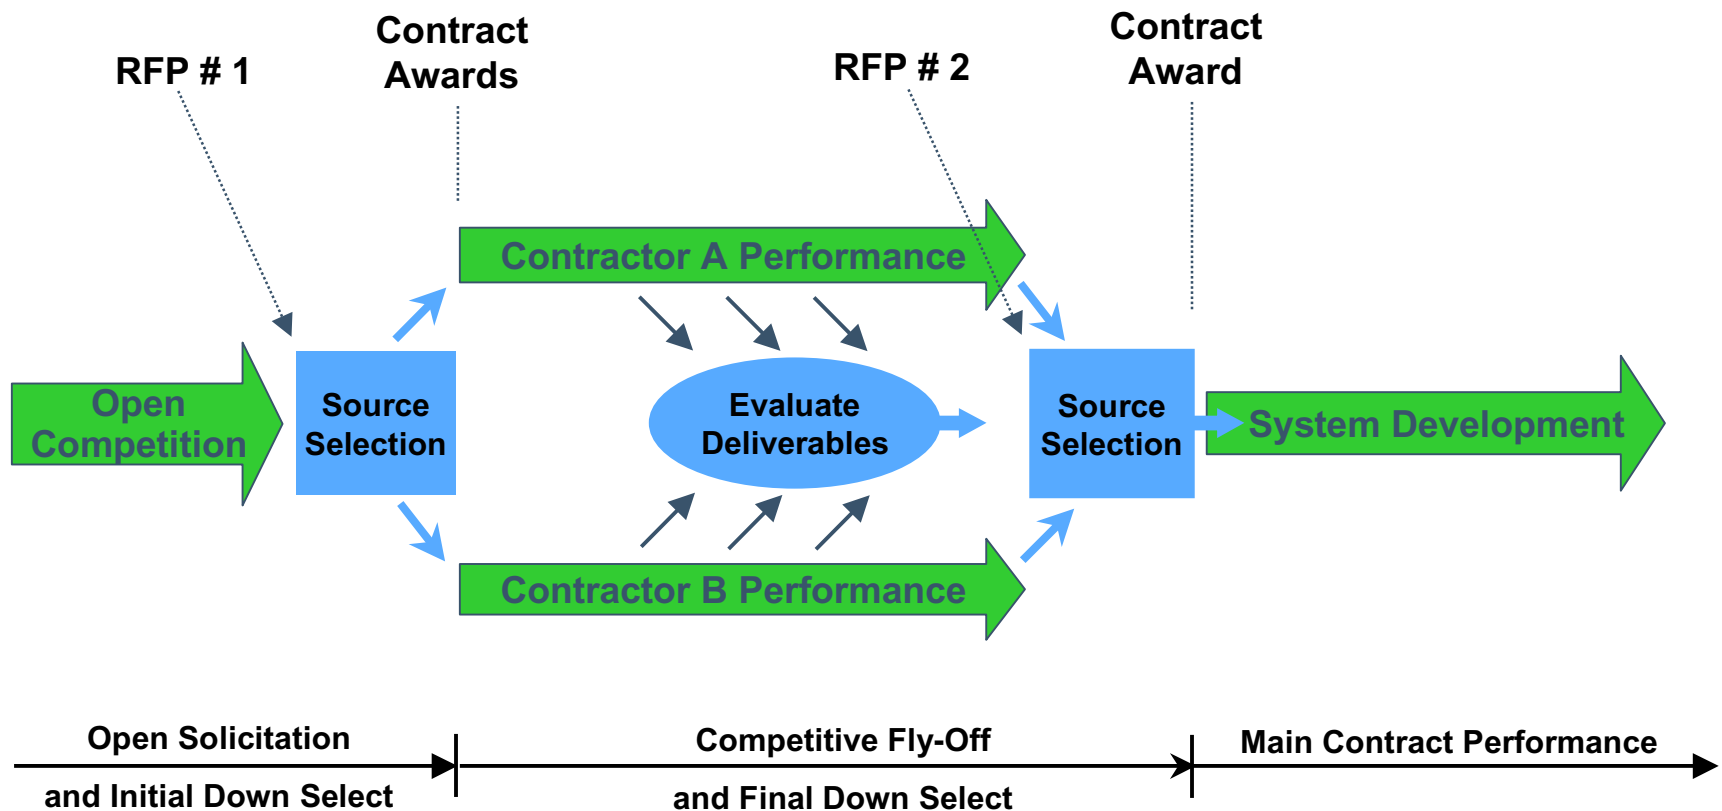 RFP # 1
Contract
Awards
RFP # 2
Contract
Award
Contractor A Performance
Open
Competition
Source
Selection
Evaluate
Deliverables
Source
Selection
System Development
Contractor B Performance
Open Solicitation
and Initial Down Select
Competitive Fly-Off
and Final Down Select
Main Contract Performance